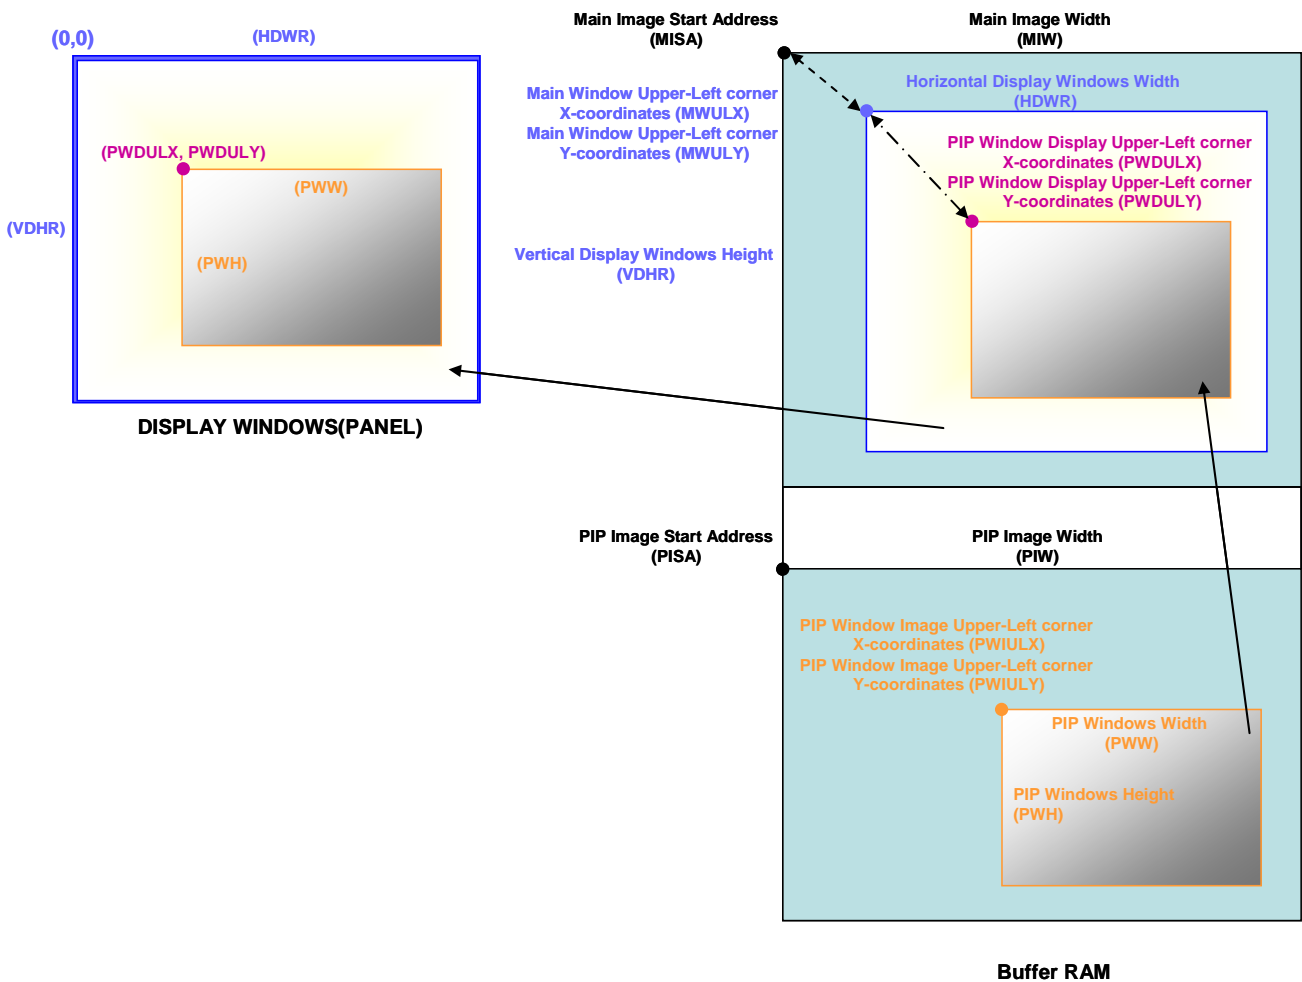 (0,0)
(HDWR)
(PWDULX, PWDULY)
(PWW)
(VDHR)
(PWH)
DISPLAY WINDOWS(PANEL)
Main Image Start Address
(MISA)
Main Image Width
(MIW)
Main Window Upper-Left corner
X-coordinates (MWULX)
Main Window Upper-Left corner
Y-coordinates (MWULY)
Horizontal Display Windows Width
(HDWR)
PIP Window Display Upper-Left corner
X-coordinates (PWDULX)
PIP Window Display Upper-Left corner
Y-coordinates (PWDULY)
Vertical Display Windows Height
(VDHR)
PIP Image Start Address
(PISA)
PIP Image Width
(PIW)
PIP Window Image Upper-Left corner
X-coordinates (PWIULX)
PIP Window Image Upper-Left corner
Y-coordinates (PWIULY)
PIP Windows Width
(PWW)
PIP Windows Height
(PWH)
Buffer RAM